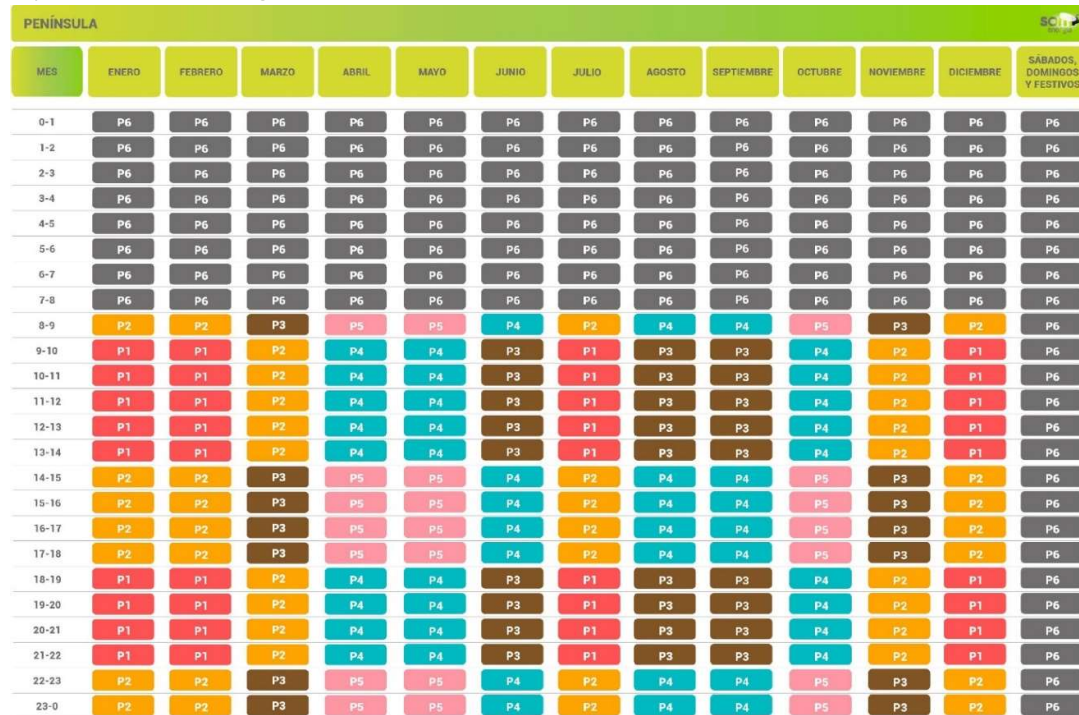 PENÍNSULA
som
MES ENERO FEBRERO MARZO ABRIL MAYO JUNIO JULIO AGOSTO SEPTIEMBRE OCTUBRE NOVIEMBRE DICIEMBRE SÁBADOS, DOMINGOS Y FESTIVOS
0-1 P6 P6 P6 P6 P6 P6 P6 P6 P6 P6 P6 P6 P6
1-2 P6 P6 P6 P6 P6 P6 P6 P6 P6 P6 P6 P6 P6
2-3 P6 P6 P6 P6 P6 P6 P6 P6 P6 P6 P6 P6 P6
3-4 P6 P6 P6 P6 P6 P6 P6 P6 P6 P6 P6 P6 P6
4-5 P6 P6 P6 P6 P6 P6 P6 P6 P6 P6 P6 P6 P6
5-6 P6 P6 P6 P6 P6 P6 P6 P6 P6 P6 P6 P6 P6
6-7 P6 P6 P6 P6 P6 P6 P6 P6 P6 P6 P6 P6 P6
7-8 P6 P6 P6 P6 P6 P6 P6 P6 P6 P6 P6 P6 P6
8-9 P2 P2 P3 P5 P5 P4 P2 P4 P4 P5 P3 P2 P6
9-10 P1 P1 P2 P4 P4 P3 P1 P3 P3 P4 P2 P1 P6
10-11 P1 P1 P2 P4 P4 P3 P1 P3 P3 P4 P2 P1 P6
11-12 P1 P1 P2 P4 P4 P3 P1 P3 P3 P4 P2 P1 P6
12-13 P1 P1 P2 P4 P4 P3 P1 P3 P3 P4 P2 P1 P6
13-14 P1 P1 P2 P4 P4 P3 P1 P3 P3 P4 P2 P1 P6
14-15 P2 P2 P3 P5 P5 P4 P2 P4 P4 P5 P3 P2 P6
15-16 P2 P2 P3 P5 P5 P4 P2 P4 P4 P5 P3 P2 P6
16-17 P2 P2 P3 P5 P5 P4 P2 P4 P4 P5 P3 P2 P6
17-18 P2 P2 P3 P5 P5 P4 P2 P4 P4 P5 P3 P2 P6
18-19 P1 P1 P2 P4 P4 P3 P1 P3 P3 P4 P2 P1 P6
19-20 P1 P1 P2 P4 P4 P3 P1 P3 P3 P4 P2 P1 P6
20-21 P1 P1 P2 P4 P4 P3 P1 P3 P3 P4 P2 P1 P6
21-22 P1 P1 P2 P4 P4 P3 P1 P3 P3 P4 P2 P1 P6
22-23 P2 P2 P3 P5 P5 P4 P2 P4 P4 P5 P3 P2 P6
23-0 P2 P2 P3 P5 P5 P4 P2 P4 P4 P5 P3 P2 P6